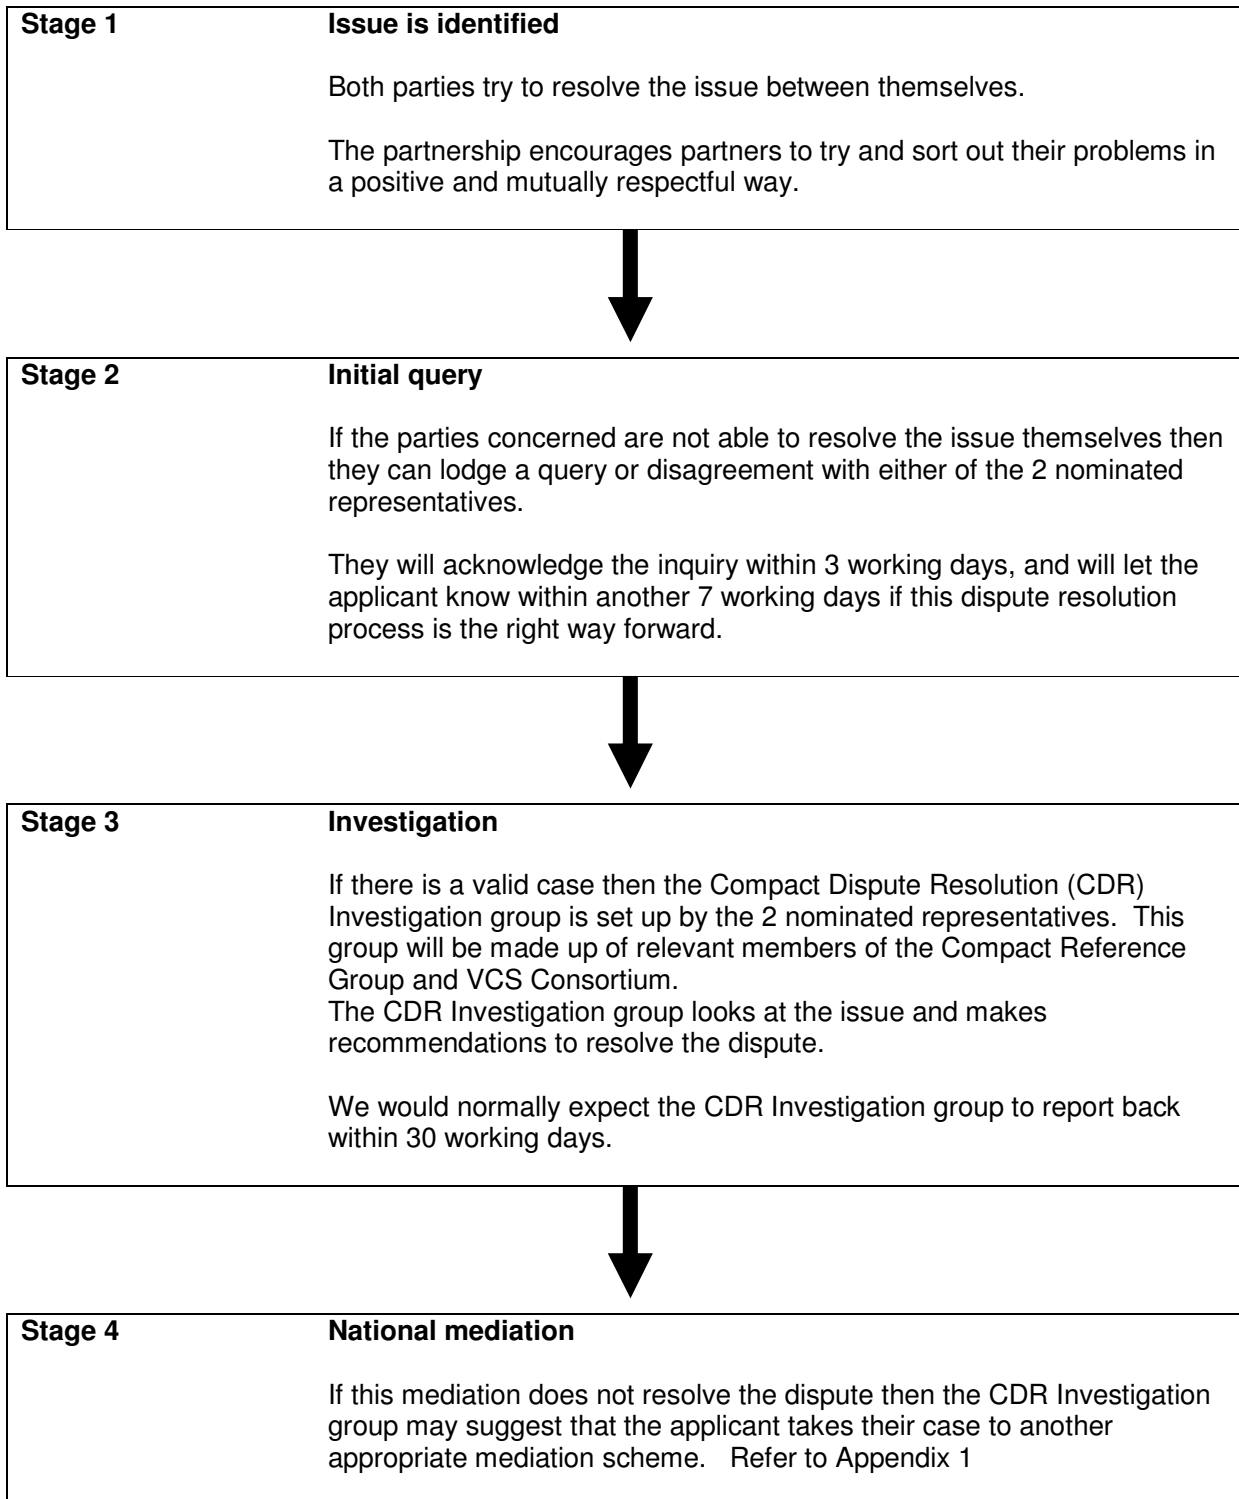 Stage 1 Issue is identified
Both parties try to resolve the issue between themselves.
The partnership encourages partners to try and sort out their problems in
a positive and mutually respectful way.
Stage 2 Initial query
If the parties concerned are not able to resolve the issue themselves then
they can lodge a query or disagreement with either of the 2 nominated
representatives.
They will acknowledge the inquiry within 3 working days, and will let the
applicant know within another 7 working days if this dispute resolution
process is the right way forward.
Stage 3 Investigation
If there is a valid case then the Compact Dispute Resolution (CDR)
Investigation group is set up by the 2 nominated representatives. This
group will be made up of relevant members of the Compact Reference
Group and VCS Consortium.
The CDR Investigation group looks at the issue and makes
recommendations to resolve the dispute.
We would normally expect the CDR Investigation group to report back
within 30 working days.
Stage 4 National mediation
If this mediation does not resolve the dispute then the CDR Investigation
group may suggest that the applicant takes their case to another
appropriate mediation scheme. Refer to Appendix 1